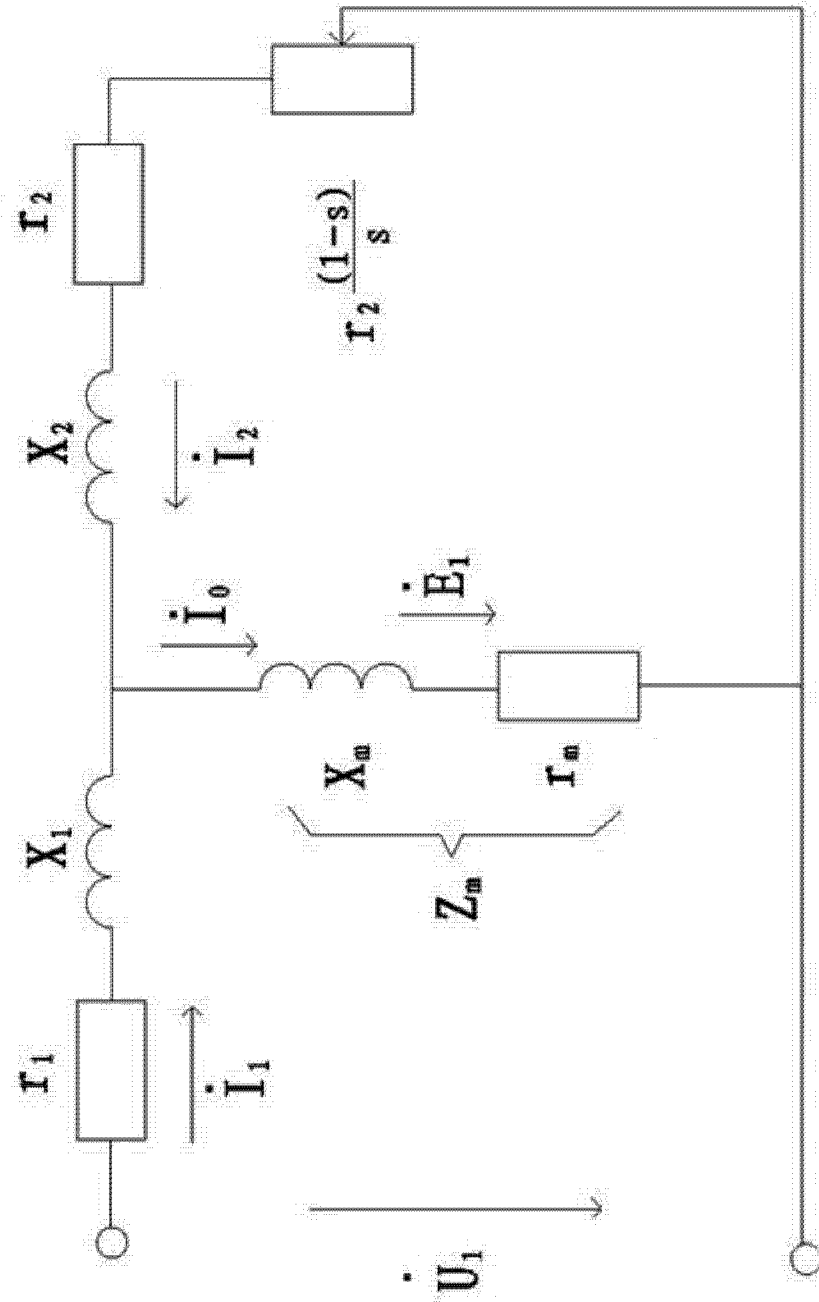 r₁
X₁
X₂
r₂
İ₁
İ₀
İ₂
r₂ (1-s)/s
U̇₁
Xₘ
Ė₁
Zₘ
rₘ